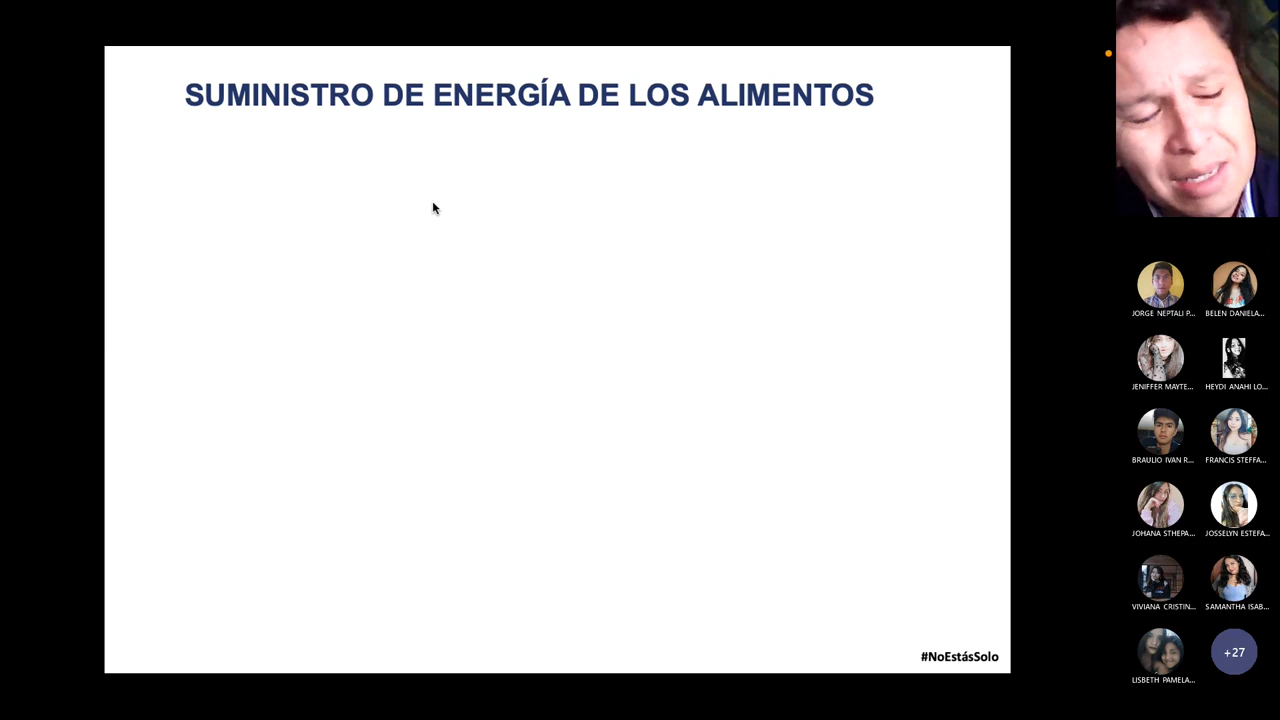 SUMINISTRO DE ENERGÍA DE LOS ALIMENTOS
#NoEstásSolo
JORGE NEPTALI P...
BELEN DANIELA...
JENIFFER MAYTE...
HEYDI ANAHI LO...
BRAULIO IVAN R...
FRANCIS STEFFA...
JOHANA STHEPA...
JOSSELYN ESTEFA...
VIVIANA CRISTIN...
SAMANTHA ISAB...
LISBETH PAMELA...
+27